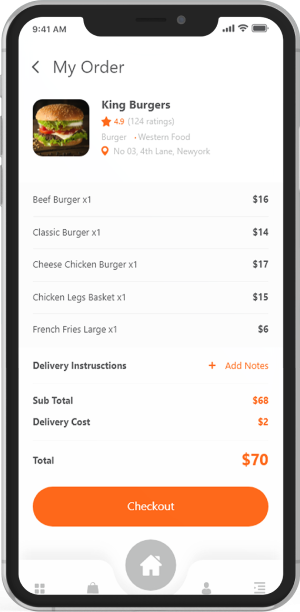 9:41 AM
My Order
King Burgers
4.9 (124 ratings)
Burger • Western Food
No 03, 4th Lane, Newyork
Beef Burger x1 $16
Classic Burger x1 $14
Cheese Chicken Burger x1 $17
Chicken Legs Basket x1 $15
French Fries Large x1 $6
Delivery Instrusctions + Add Notes
Sub Total $68
Delivery Cost $2
Total $70
Checkout